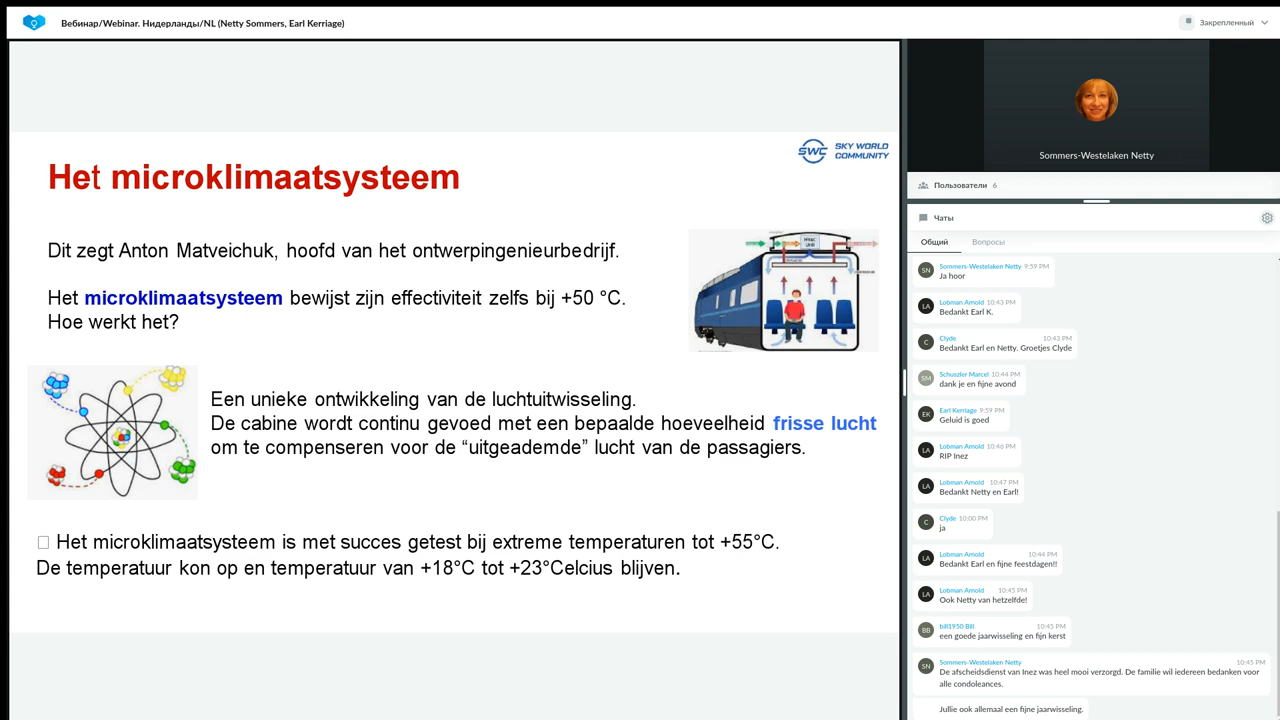 Вебинар/Webinar. Нидерланды/NL (Netty Sommers, Earl Kerriage)
Закрепленный
SWC SKY WORLD
COMMUNITY
Het microklimaatsysteem
Dit zegt Anton Matveichuk, hoofd van het ontwerpingenieurbedrijf.
Het microklimaatsysteem bewijst zijn effectiviteit zelfs bij +50 °C.
Hoe werkt het?
Een unieke ontwikkeling van de luchtuitwisseling.
De cabine wordt continu gevoed met een bepaalde hoeveelheid frisse lucht
om te compenseren voor de “uitgeademde” lucht van de passagiers.
Het microklimaatsysteem is met succes getest bij extreme temperaturen tot +55°C.
De temperatuur kon op en temperatuur van +18°C tot +23°Celcius blijven.
Sommers-Westelaken Netty
Пользователи 6
Чаты
Общий Вопросы
SN Sommers-Westelaken Netty 9:59 PM
Ja hoor
LA Lobman Arnold 10:43 PM
Bedankt Earl K.
C Clyde 10:43 PM
Bedankt Earl en Netty. Groetjes Clyde
SM Schuszler Marcel 10:44 PM
dank je en fijne avond
EK Earl Kerriage 9:59 PM
Geluid is goed
LA Lobman Arnold 10:46 PM
RIP Inez
LA Lobman Arnold 10:47 PM
Bedankt Netty en Earl!
C Clyde 10:00 PM
ja
LA Lobman Arnold 10:44 PM
Bedankt Earl en fijne feestdagen!!
LA Lobman Arnold 10:45 PM
Ook Netty van hetzelfde!
BB bill1950 Bill 10:45 PM
een goede jaarwisseling en fijn kerst
SN Sommers-Westelaken Netty 10:45 PM
De afscheidsdienst van Inez was heel mooi verzorgd. De familie wil iedereen bedanken voor
alle condoleances.
Jullie ook allemaal een fijne jaarwisseling.